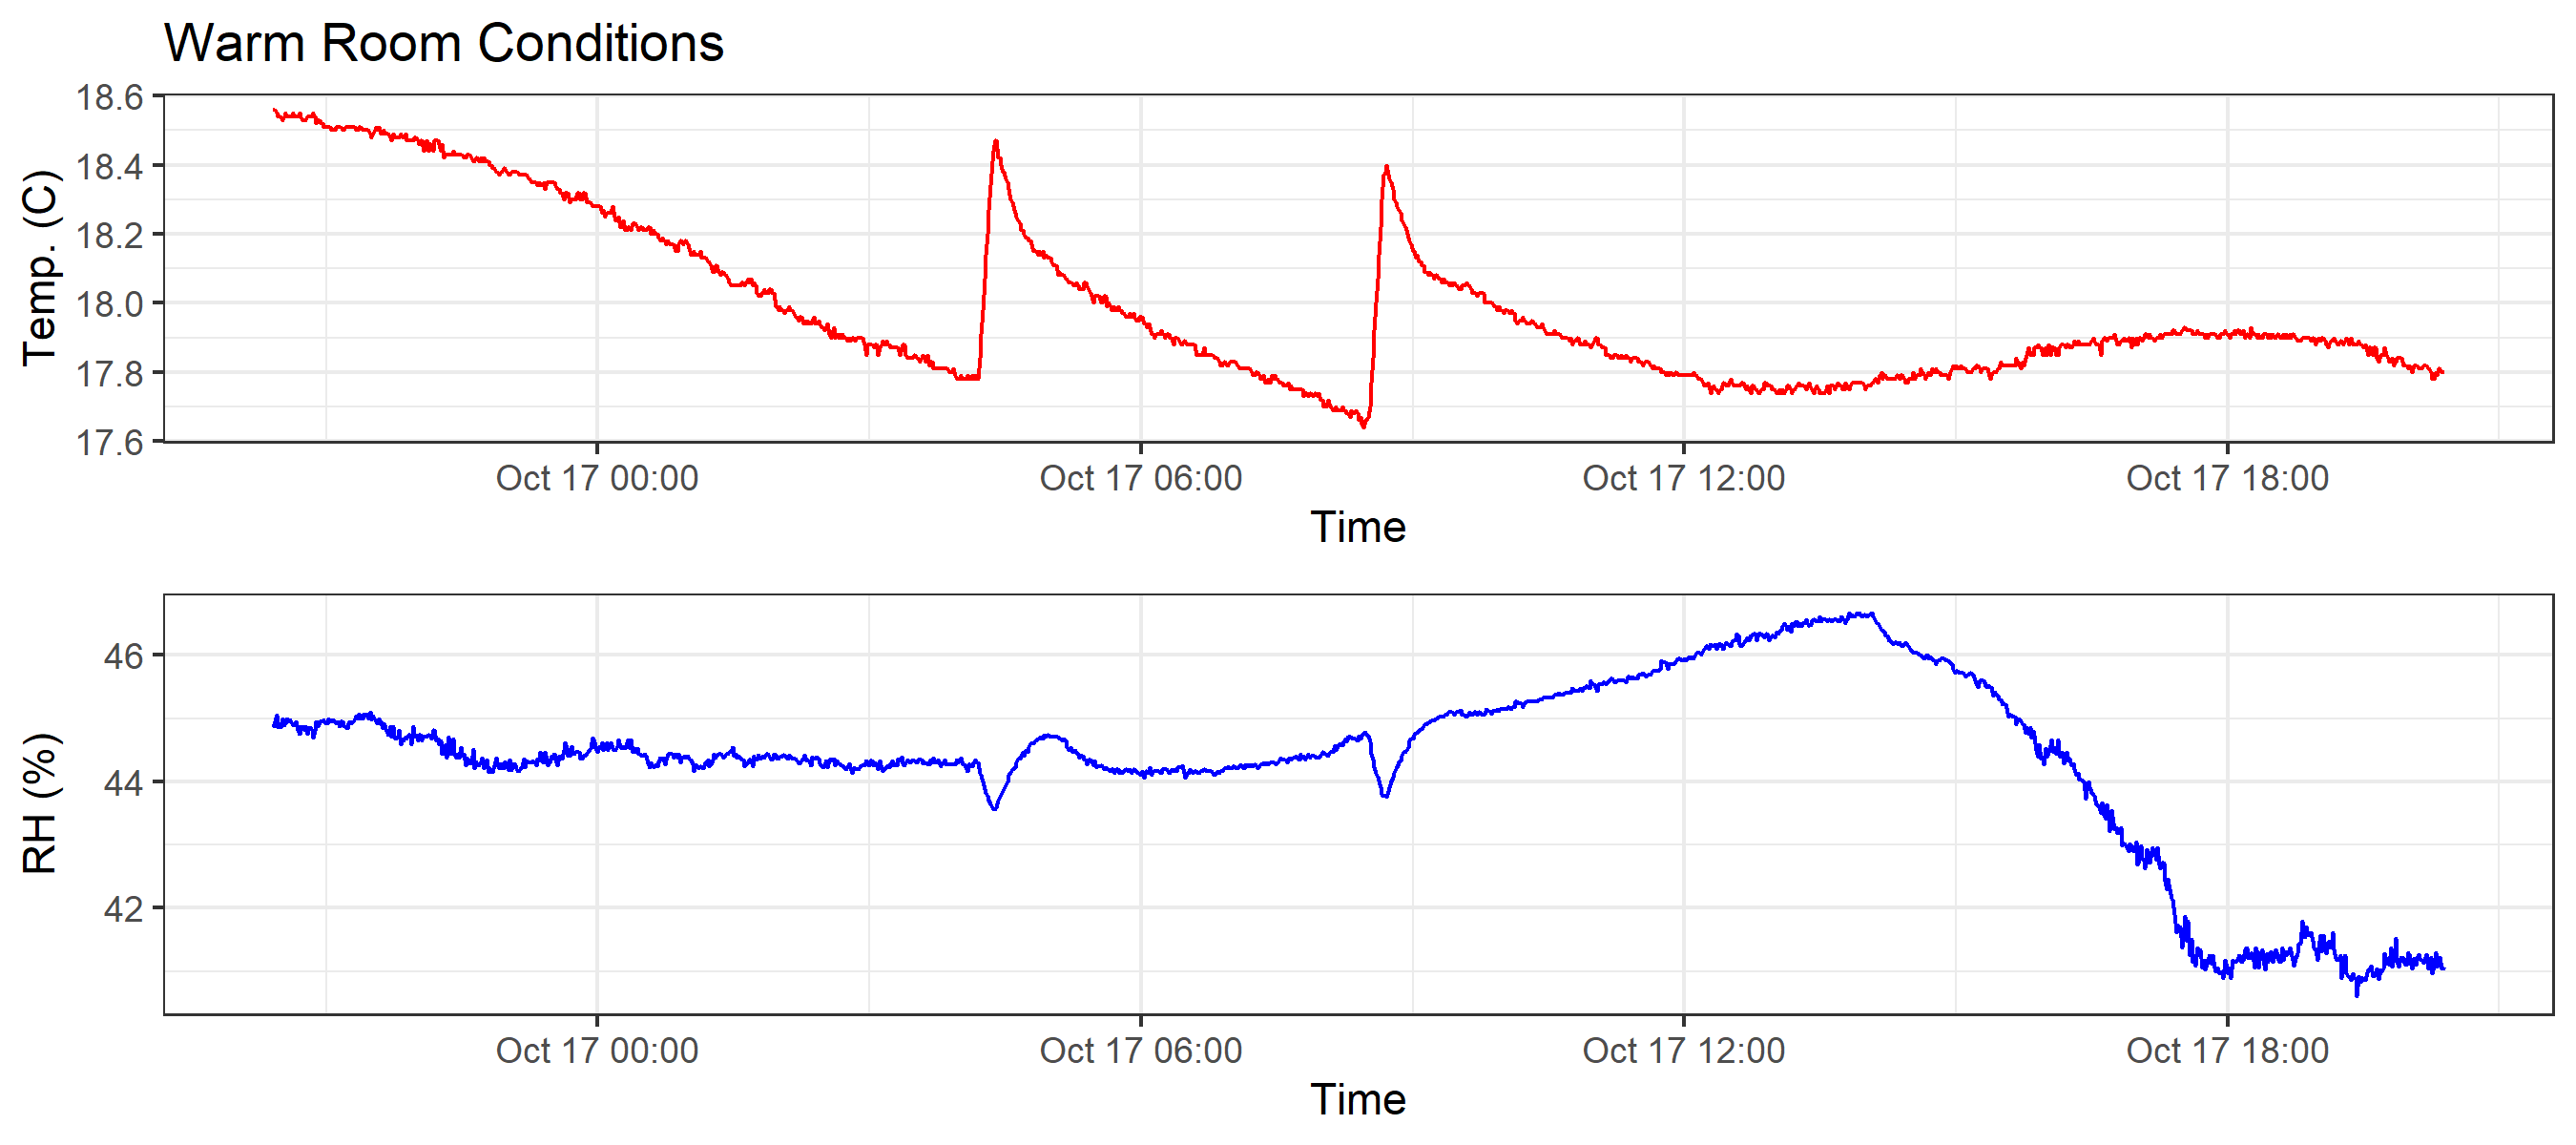 Warm Room Conditions
18.6
18.4
18.2
18.0
17.8
17.6
Temp. (C)
Oct 17 00:00 Oct 17 06:00 Oct 17 12:00 Oct 17 18:00
Time
46
44
42
RH (%)
Oct 17 00:00 Oct 17 06:00 Oct 17 12:00 Oct 17 18:00
Time